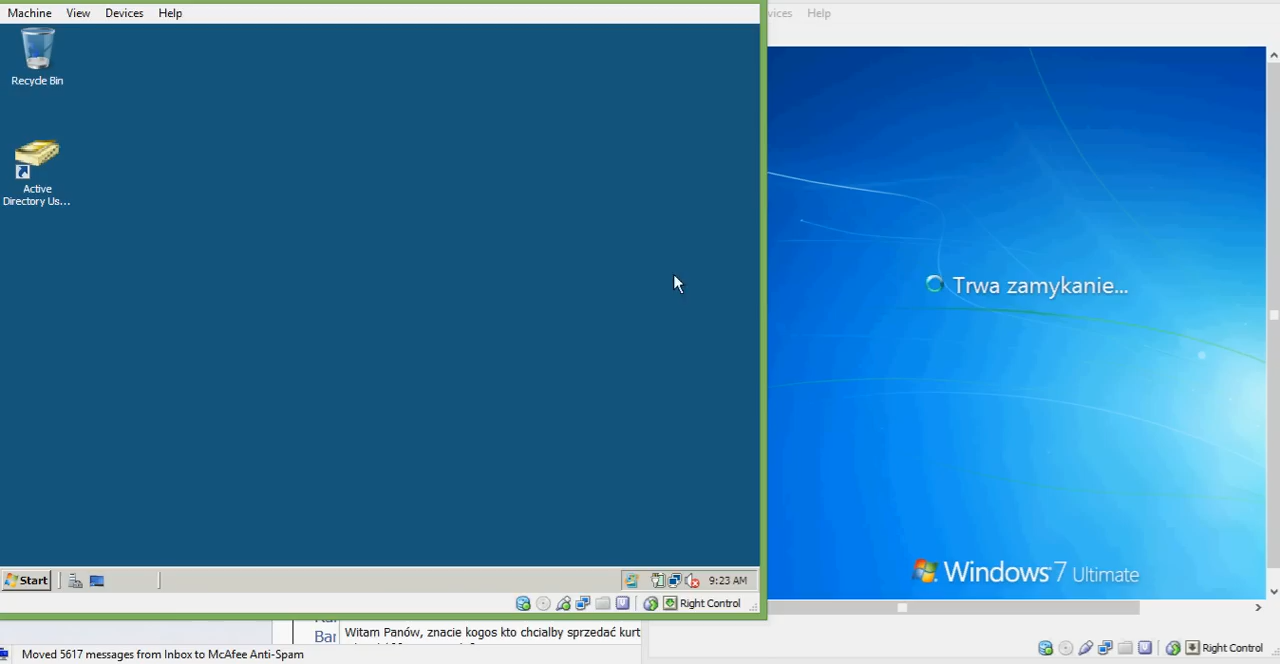 Machine View Devices Help
vices Help
Recycle Bin
Active
Directory Us...
Trwa zamykanie...
Windows 7 Ultimate
Start
9:23 AM
Right Control
Bar
Witam Panów, znacie kogos kto chcialby sprzedać kurt
Right Control
Moved 5617 messages from Inbox to McAfee Anti-Spam